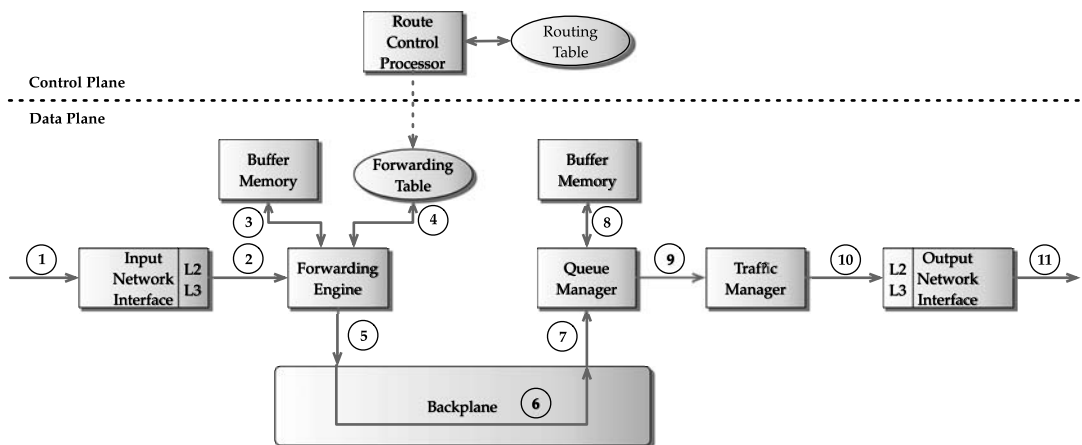 Route
Control
Processor
Routing
Table
Control Plane
Data Plane
Buffer
Memory
Forwarding
Table
Buffer
Memory
3
4
8
1
Input
Network
Interface
L2
L3
2
Forwarding
Engine
Queue
Manager
9
Traffic
Manager
10
L2
L3
Output
Network
Interface
11
5
7
Backplane
6